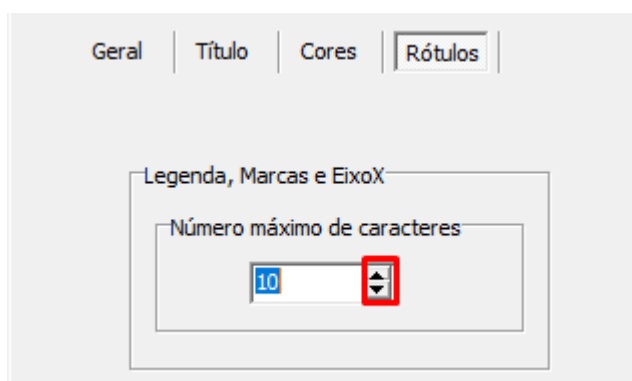 Geral Título Cores Rótulos
Legenda, Marcas e EixoX
Número máximo de caracteres
10